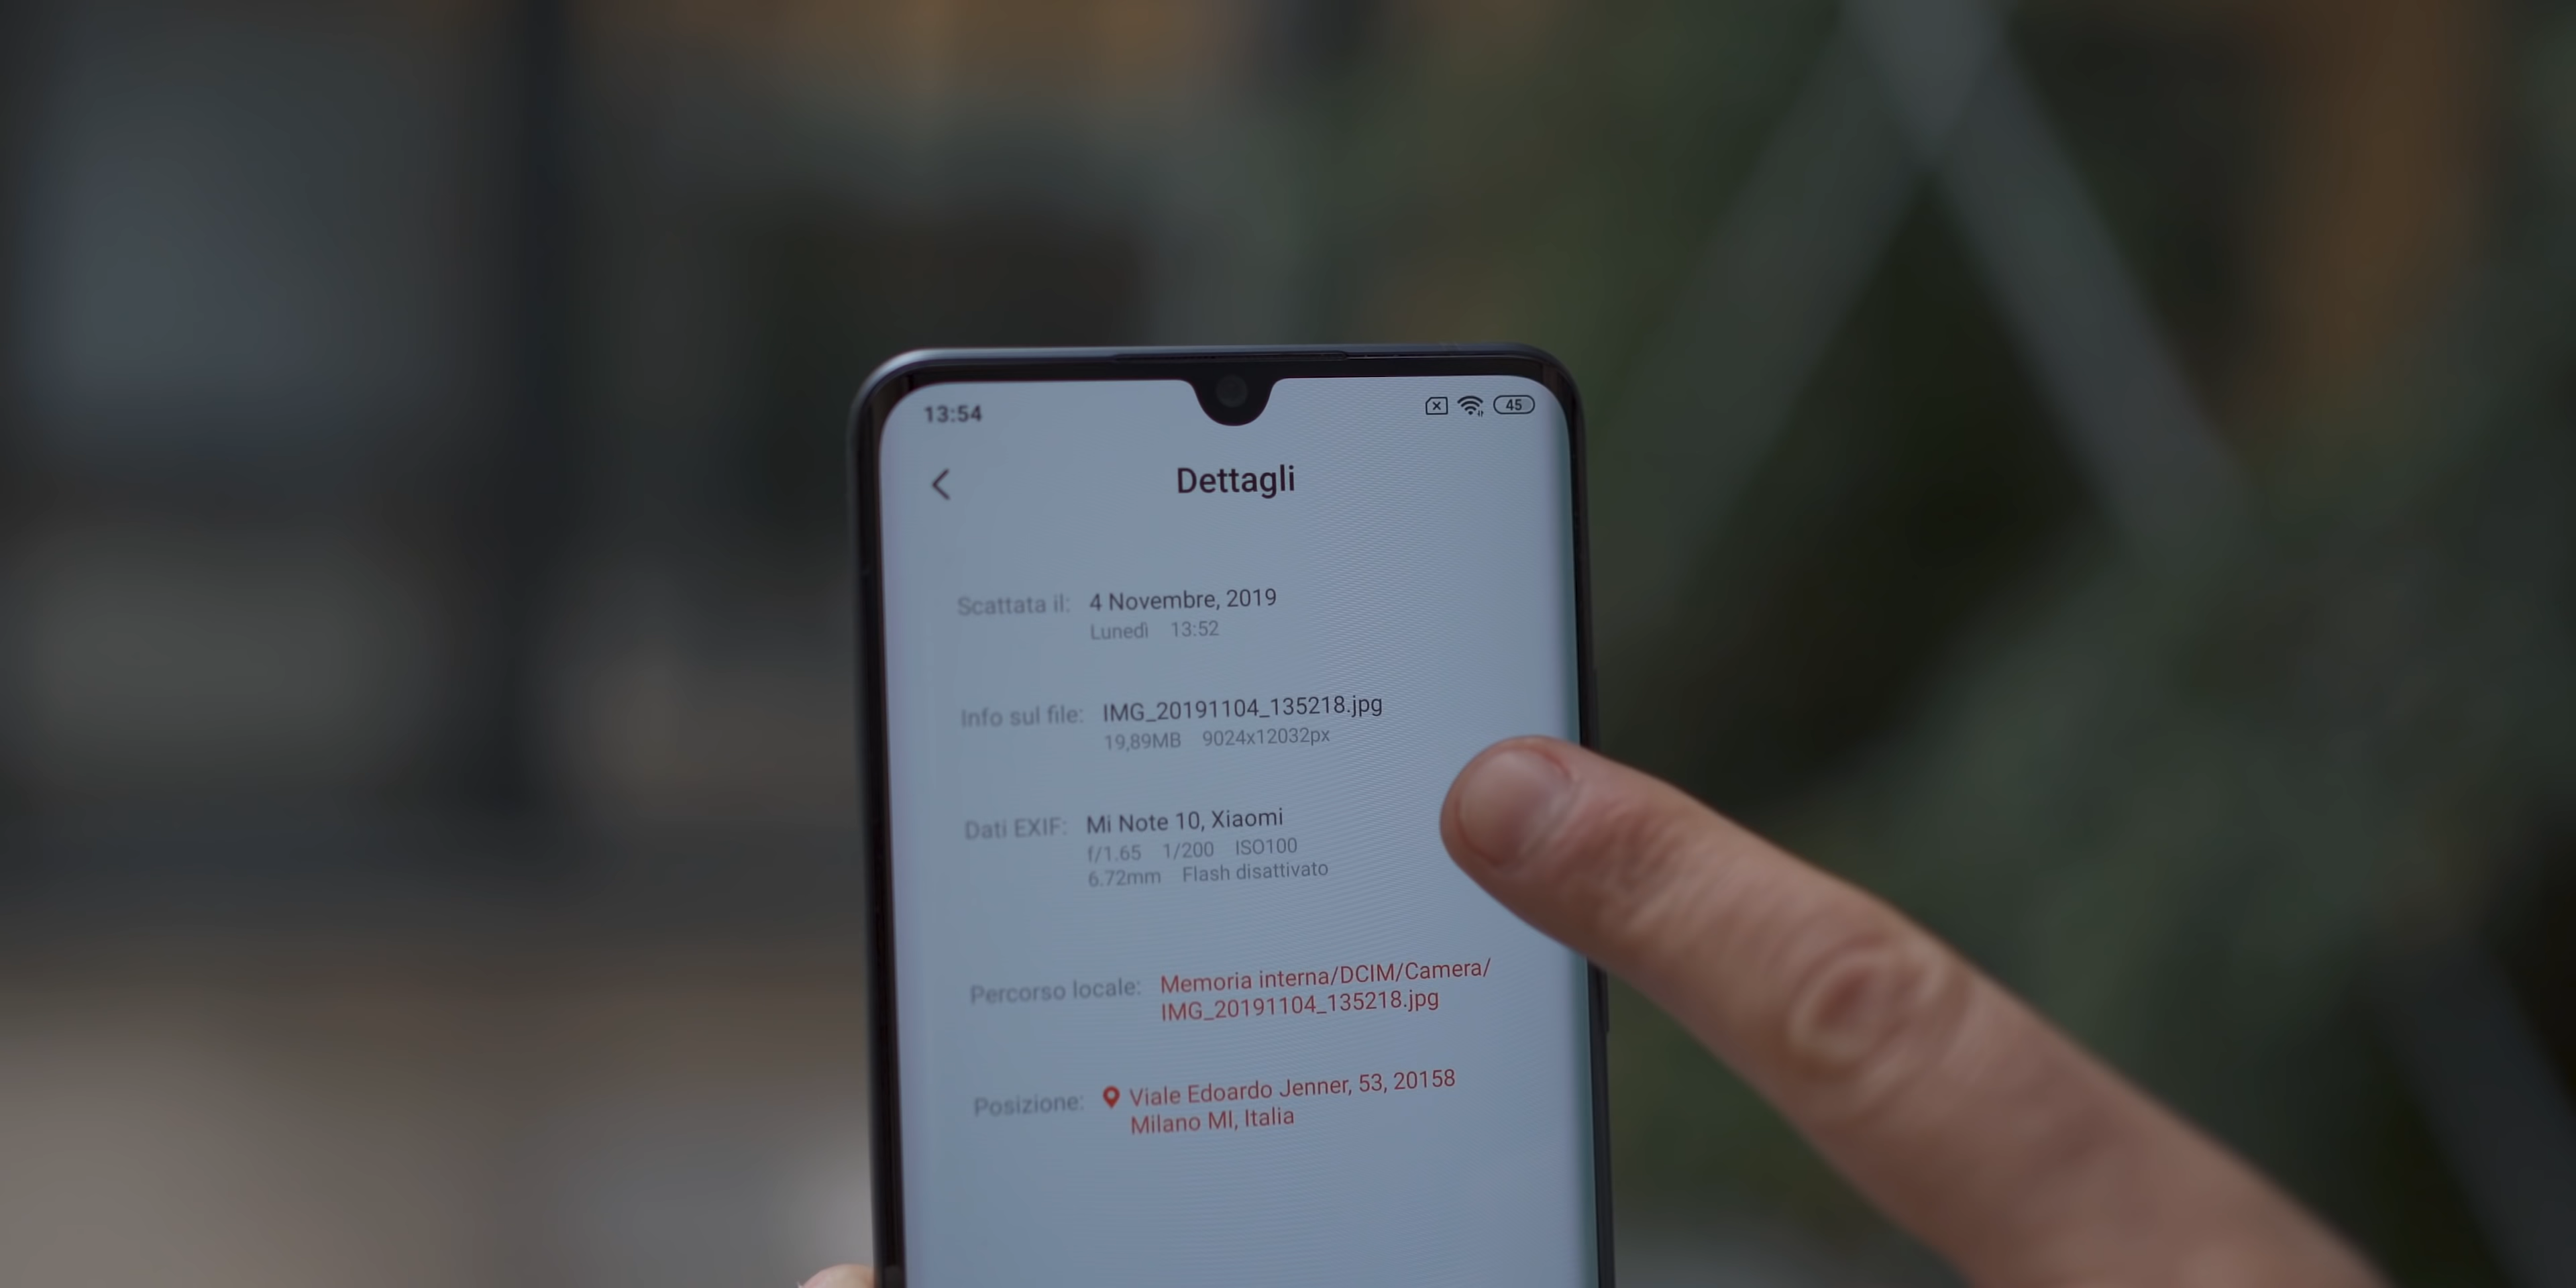 13:54
45
Dettagli
Scattata il: 4 Novembre, 2019
Lunedì 13:52
Info sul file: IMG_20191104_135218.jpg
19,89MB 9024x12032px
Dati EXIF: Mi Note 10, Xiaomi
f/1.65 1/200 ISO100
6.72mm Flash disattivato
Percorso locale: Memoria interna/DCIM/Camera/
IMG_20191104_135218.jpg
Posizione: Viale Edoardo Jenner, 53, 20158
Milano MI, Italia